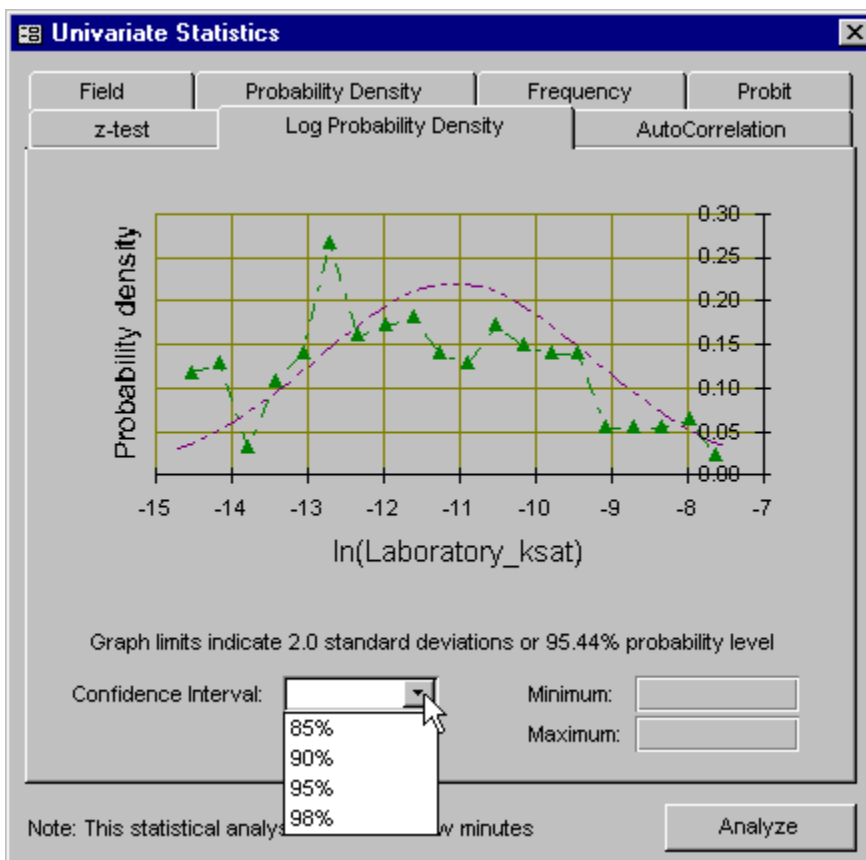 Univariate Statistics
Field Probability Density Frequency Probit
z-test Log Probability Density AutoCorrelation
Probability density
0.30
0.25
0.20
0.15
0.10
0.05
0.00
-15 -14 -13 -12 -11 -10 -9 -8 -7
ln(Laboratory_ksat)
Graph limits indicate 2.0 standard deviations or 95.44% probability level
Confidence Interval: Minimum:
Maximum:
85%
90%
95%
98%
Note: This statistical analys w minutes Analyze